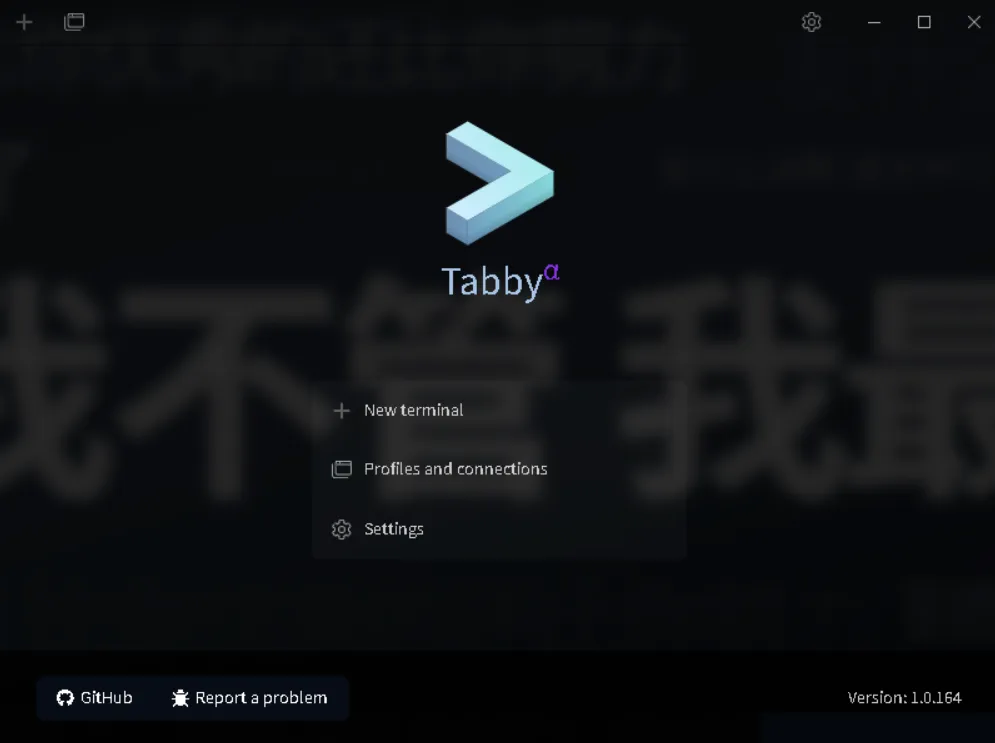 Tabbyα
我不管 我最
New terminal
Profiles and connections
Settings
GitHub
Report a problem
Version: 1.0.164